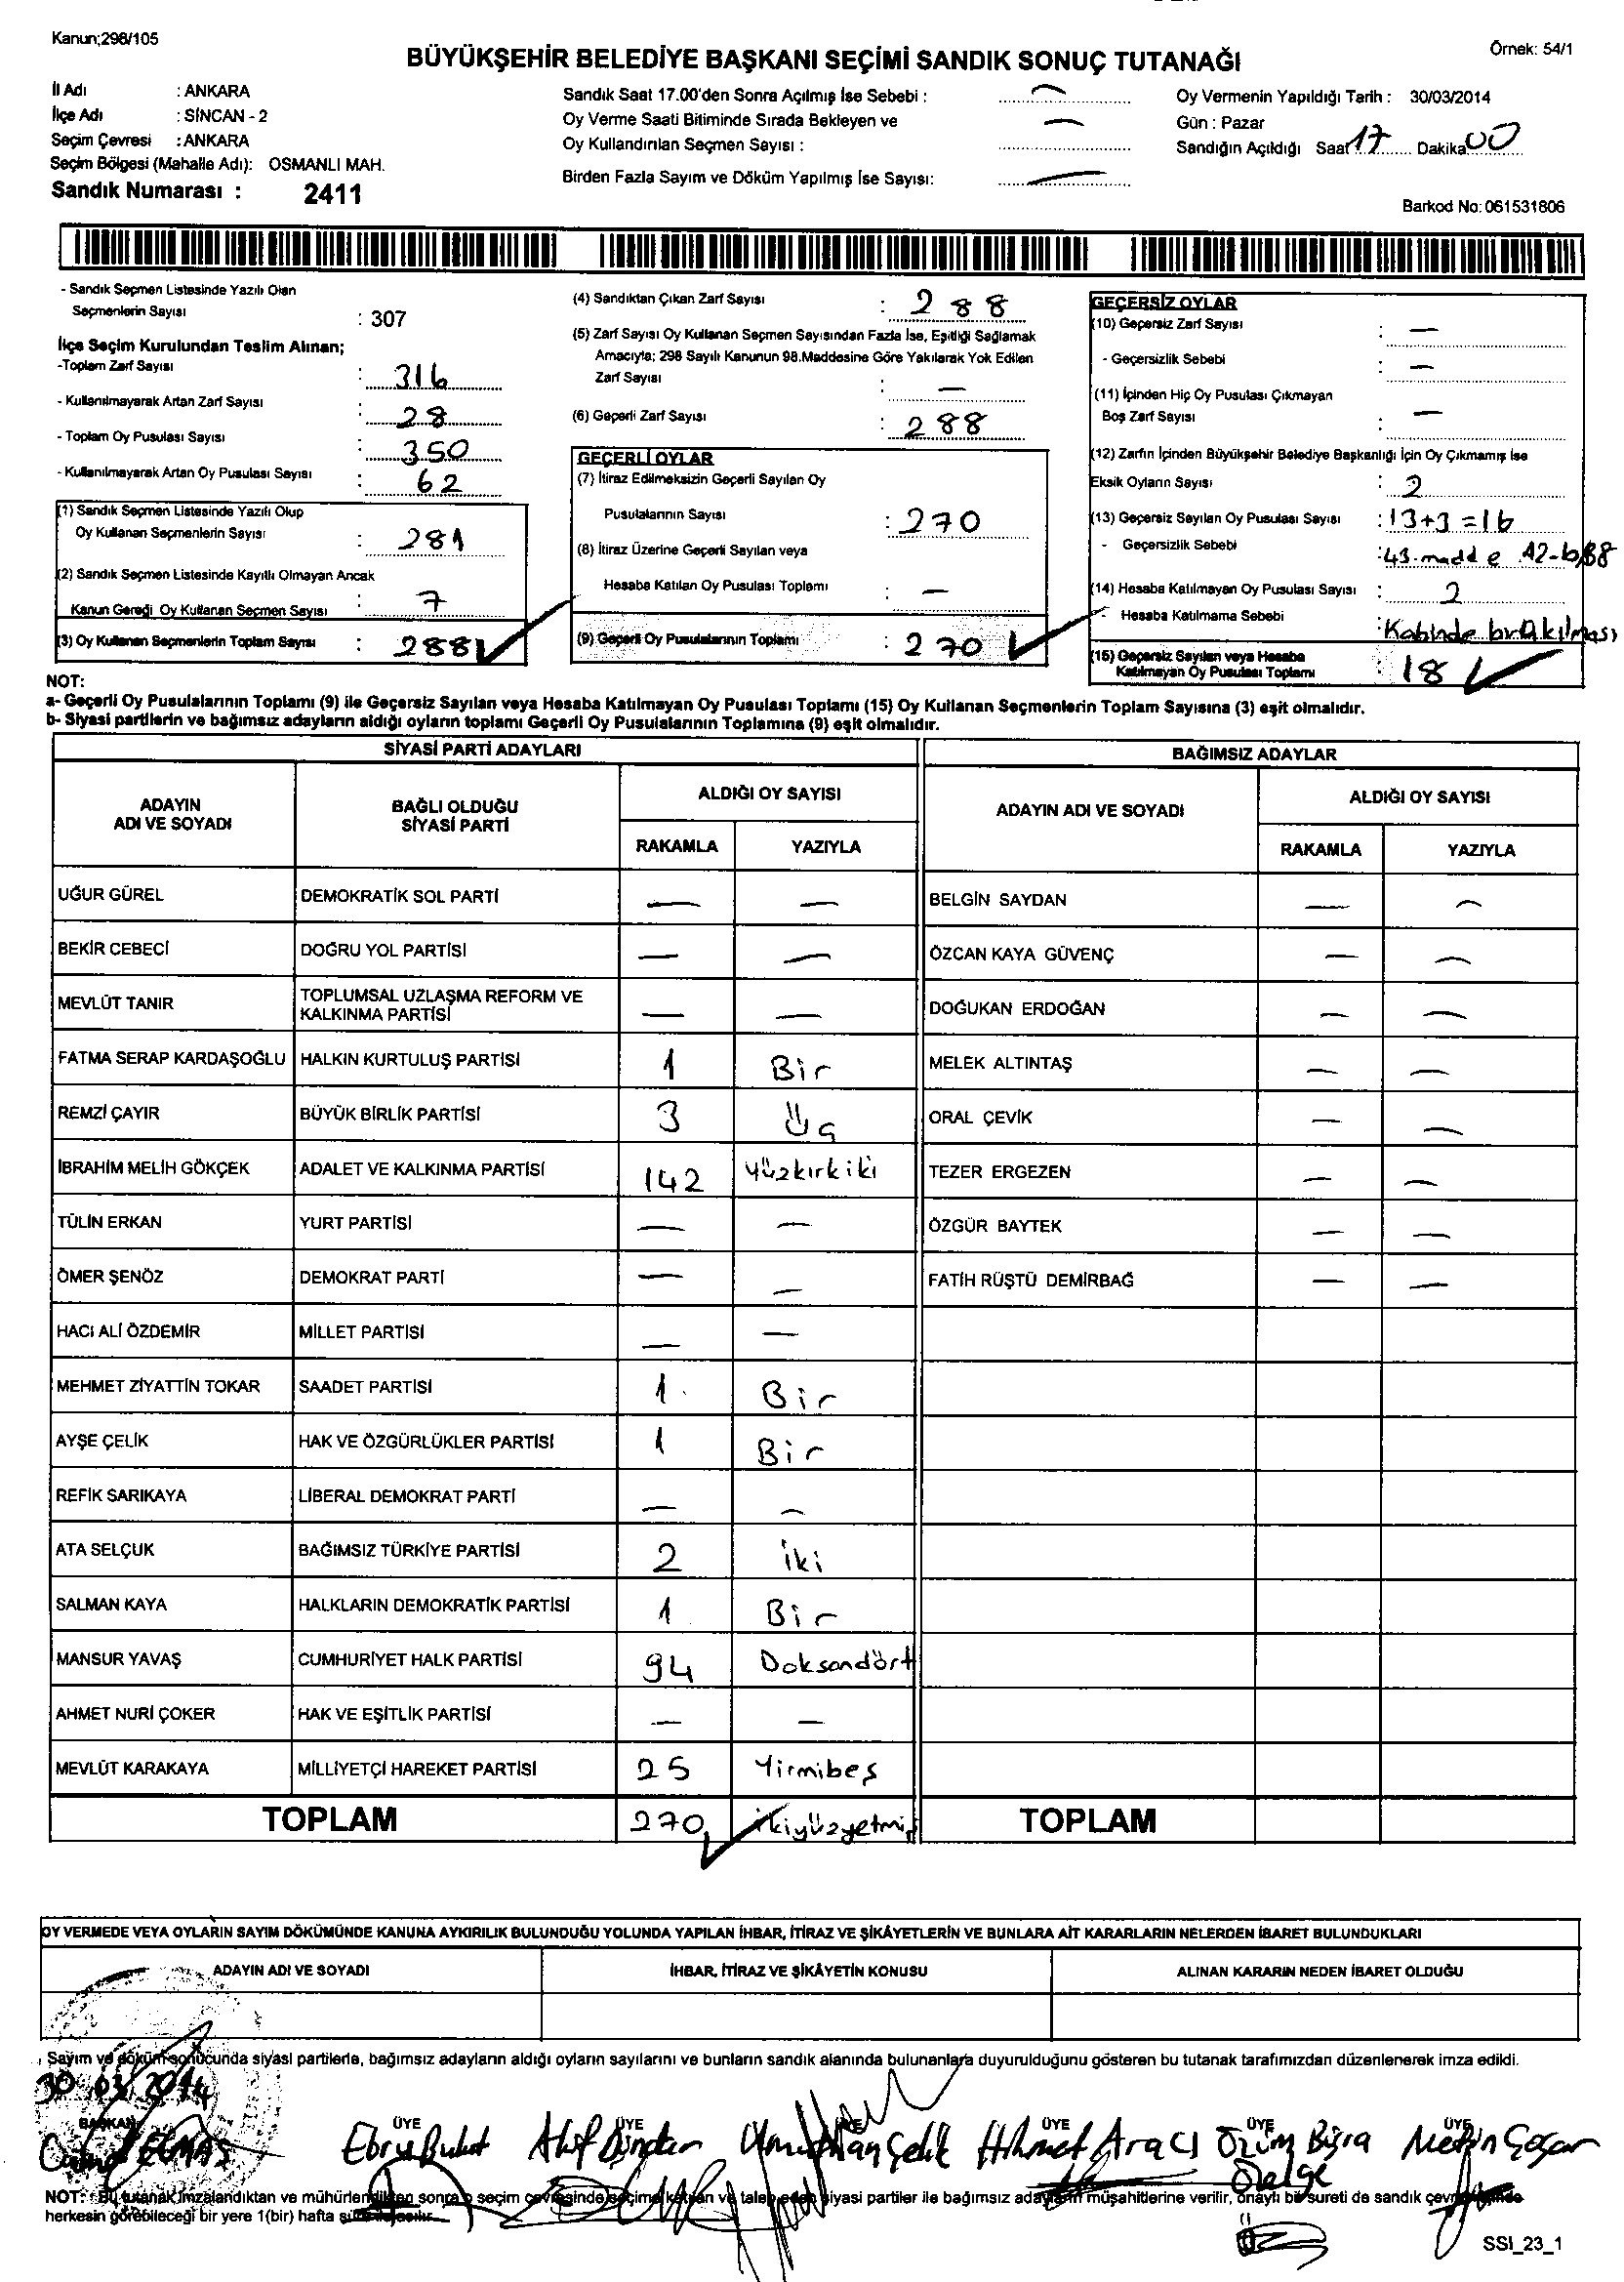 Kanun;298/105
Örnek: 54/1
BÜYÜKŞEHİR BELEDİYE BAŞKANI SEÇİMİ SANDIK SONUÇ TUTANAĞI
İl Adı : ANKARA
İlçe Adı : SİNCAN - 2
Seçim Çevresi : ANKARA
Seçim Bölgesi (Mahalle Adı): OSMANLI MAH.
Sandık Numarası : 2411
Sandık Saat 17.00'den Sonra Açılmış İse Sebebi : —
Oy Verme Saati Bitiminde Sırada Bekleyen ve —
Oy Kullandırılan Seçmen Sayısı :
Birden Fazla Sayım ve Döküm Yapılmış İse Sayısı: —
Oy Vermenin Yapıldığı Tarih : 30/03/2014
Gün : Pazar
Sandığın Açıldığı Saat 17 Dakika 00
Barkod No: 061531806
- Sandık Seçmen Listesinde Yazılı Olan
Seçmenlerin Sayısı : 307
İlçe Seçim Kurulundan Teslim Alınan;
-Toplam Zarf Sayısı : 316
- Kullanılmayarak Artan Zarf Sayısı : 28
- Toplam Oy Pusulası Sayısı : 350
- Kullanılmayarak Artan Oy Pusulası Sayısı : 62
(1) Sandık Seçmen Listesinde Yazılı Olup
Oy Kullanan Seçmenlerin Sayısı : 281
(2) Sandık Seçmen Listesinde Kayıtlı Olmayan Ancak
Kanun Gereği Oy Kullanan Seçmen Sayısı : 7
(3) Oy Kullanan Seçmenlerin Toplam Sayısı : 288
(4) Sandıktan Çıkan Zarf Sayısı : 288
(5) Zarf Sayısı Oy Kullanan Seçmen Sayısından Fazla İse, Eşitliği Sağlamak
Amacıyla; 298 Sayılı Kanunun 98.Maddesine Göre Yakılarak Yok Edilen
Zarf Sayısı : —
(6) Geçerli Zarf Sayısı : 288
GEÇERLİ OYLAR
(7) İtiraz Edilmeksizin Geçerli Sayılan Oy
Pusulalarının Sayısı : 270
(8) İtiraz Üzerine Geçerli Sayılan veya
Hesaba Katılan Oy Pusulası Toplamı : —
(9) Geçerli Oy Pusulalarının Toplamı : 270
GEÇERSİZ OYLAR
(10) Geçersiz Zarf Sayısı : —
- Geçersizlik Sebebi : —
(11) İçinden Hiç Oy Pusulası Çıkmayan
Boş Zarf Sayısı : —
(12) Zarfın İçinden Büyükşehir Belediye Başkanlığı İçin Oy Çıkmamış İse
Eksik Oyların Sayısı : 2
(13) Geçersiz Sayılan Oy Pusulası Sayısı : 13+3=16
- Geçersizlik Sebebi : 43.madde
(14) Hesaba Katılmayan Oy Pusulası Sayısı : 2
- Hesaba Katılmama Sebebi : Kabinde bırakılması
(15) Geçersiz Sayılan veya Hesaba
Katılmayan Oy Pusulası Toplamı : 18
NOT:
a- Geçerli Oy Pusulalarının Toplamı (9) ile Geçersiz Sayılan veya Hesaba Katılmayan Oy Pusulası Toplamı (15) Oy Kullanan Seçmenlerin Toplam Sayısına (3) eşit olmalıdır.
b- Siyasi partilerin ve bağımsız adayların aldığı oyların toplamı Geçerli Oy Pusulalarının Toplamına (9) eşit olmalıdır.
SİYASİ PARTİ ADAYLARI
ADAYIN ADI VE SOYADI BAĞLI OLDUĞU SİYASİ PARTİ ALDIĞI OY SAYISI
RAKAMLA YAZIYLA
UĞUR GÜREL DEMOKRATİK SOL PARTİ — —
BEKİR CEBECİ DOĞRU YOL PARTİSİ — —
MEVLÜT TANIR TOPLUMSAL UZLAŞMA REFORM VE KALKINMA PARTİSİ — —
FATMA SERAP KARDAŞOĞLU HALKIN KURTULUŞ PARTİSİ 1 Bir
REMZİ ÇAYIR BÜYÜK BİRLİK PARTİSİ 3 Üç
İBRAHİM MELİH GÖKÇEK ADALET VE KALKINMA PARTİSİ 142 yüzkırkiki
TÜLİN ERKAN YURT PARTİSİ — —
ÖMER ŞENÖZ DEMOKRAT PARTİ — —
HACI ALİ ÖZDEMİR MİLLET PARTİSİ — —
MEHMET ZİYATTİN TOKAR SAADET PARTİSİ 1 Bir
AYŞE ÇELİK HAK VE ÖZGÜRLÜKLER PARTİSİ 1 Bir
REFİK SARIKAYA LİBERAL DEMOKRAT PARTİ — —
ATA SELÇUK BAĞIMSIZ TÜRKİYE PARTİSİ 2 İki
SALMAN KAYA HALKLARIN DEMOKRATİK PARTİSİ 1 Bir
MANSUR YAVAŞ CUMHURİYET HALK PARTİSİ 94 Doksandört
AHMET NURİ ÇOKER HAK VE EŞİTLİK PARTİSİ — —
MEVLÜT KARAKAYA MİLLİYETÇİ HAREKET PARTİSİ 25 Yirmibeş
TOPLAM 270 ikiyüzyetmiş
BAĞIMSIZ ADAYLAR
ADAYIN ADI VE SOYADI ALDIĞI OY SAYISI
RAKAMLA YAZIYLA
BELGİN SAYDAN — —
ÖZCAN KAYA GÜVENÇ — —
DOĞUKAN ERDOĞAN — —
MELEK ALTINTAŞ — —
ORAL ÇEVİK — —
TEZER ERGEZEN — —
ÖZGÜR BAYTEK — —
FATİH RÜŞTÜ DEMİRBAĞ — —
TOPLAM
OY VERMEDE VEYA OYLARIN SAYIM DÖKÜMÜNDE KANUNA AYKIRILIK BULUNDUĞU YOLUNDA YAPILAN İHBAR, İTİRAZ VE ŞİKÂYETLERİN VE BUNLARA AİT KARARLARIN NELERDEN İBARET BULUNDUKLARI
ADAYIN ADI VE SOYADI İHBAR, İTİRAZ VE ŞİKÂYETİN KONUSU ALINAN KARARIN NEDEN İBARET OLDUĞU
Sayım ve döküm sonucunda siyasi partilerle, bağımsız adayların aldığı oyların sayılarını ve bunların sandık alanında bulunanlara duyurulduğunu gösteren bu tutanak tarafımızdan düzenlenerek imza edildi.
30.03.2014
BAŞKAN ÜYE ÜYE ÜYE ÜYE ÜYE ÜYE
ELMAS Ebru Bulut Akif Hikmet Aracı Büşra Metin
NOT: Bu tutanak imzalandıktan ve mühürlendikten sonra o seçim çevresinde seçime katılan ve talep eden siyasi partiler ile bağımsız adayların müşahitlerine verilir, onaylı bir sureti de sandık çevresinde
herkesin görebileceği bir yere 1(bir) hafta
SSI_23_1